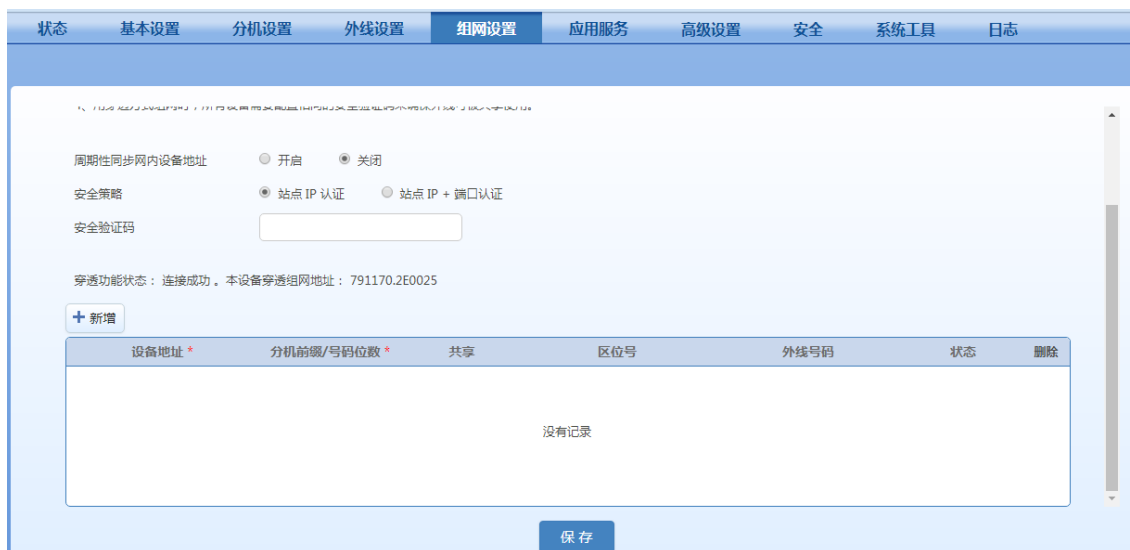 状态 基本设置 分机设置 外线设置 组网设置 应用服务 高级设置 安全 系统工具 日志
周期性同步网内设备地址 开启 关闭
安全策略 站点 IP 认证 站点 IP + 端口认证
安全验证码
穿透功能状态： 连接成功 。本设备穿透组网地址： 791170.2E0025
+ 新增
设备地址 * 分机前缀/号码位数 * 共享 区位号 外线号码 状态 删除
没有记录
保 存